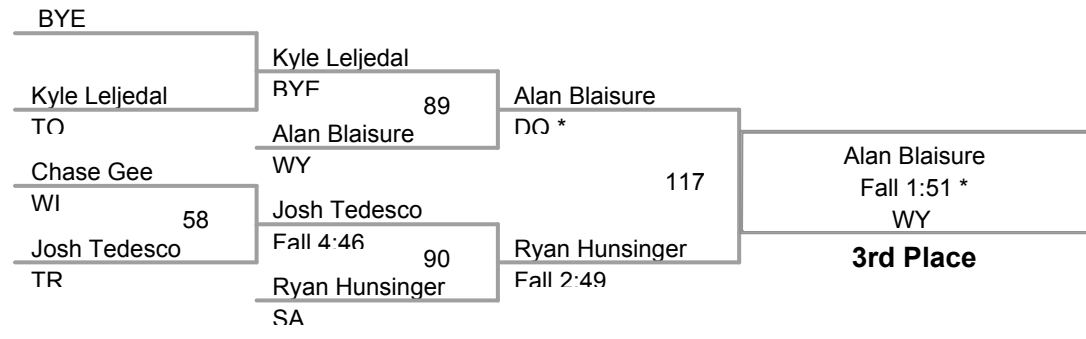 BYE
Kyle Leljedal
Kyle Leljedal
BYE
89
Alan Blaisure
TO
Alan Blaisure
DQ *
Chase Gee
WY
Alan Blaisure
117
Fall 1:51 *
WI
58
Josh Tedesco
WY
Josh Tedesco
Fall 4:46
90
Ryan Hunsinger
3rd Place
TR
Ryan Hunsinger
Fall 2:49
SA